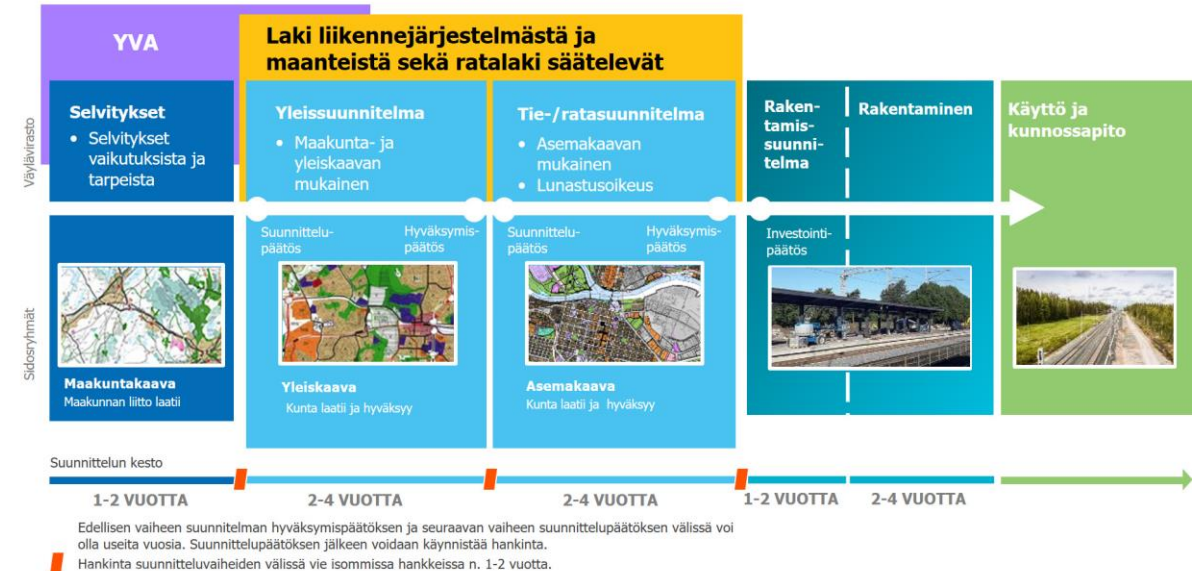 YVA
Laki liikennejärjestelmästä ja
maanteistä sekä ratalaki säätelevät
Väylävirasto
Selvitykset
• Selvitykset
vaikutuksista ja
tarpeista
Yleissuunnitelma
• Maakunta- ja
yleiskaavan
mukainen
Tie-/ratasuunnitelma
• Asemakaavan
mukainen
• Lunastusoikeus
Raken-
tamis-
suunni-
telma
Rakentaminen
Käyttö ja
kunnossapito
Sidosryhmät
Suunnittelu-
päätös
Hyväksymis-
päätös
Suunnittelu-
päätös
Hyväksymis-
päätös
Investointi-
päätös
Maakuntakaava
Maakunnan liitto laatii
Yleiskaava
Kunta laatii ja hyväksyy
Asemakaava
Kunta laatii ja hyväksyy
Suunnittelun kesto
1-2 VUOTTA
2-4 VUOTTA
2-4 VUOTTA
1-2 VUOTTA
2-4 VUOTTA
Edellisen vaiheen suunnitelman hyväksymispäätöksen ja seuraavan vaiheen suunnittelupäätöksen välissä voi
olla useita vuosia. Suunnittelupäätöksen jälkeen voidaan käynnistää hankinta.
Hankinta suunnitteluvaiheiden välissä vie isommissa hankkeissa n. 1-2 vuotta.